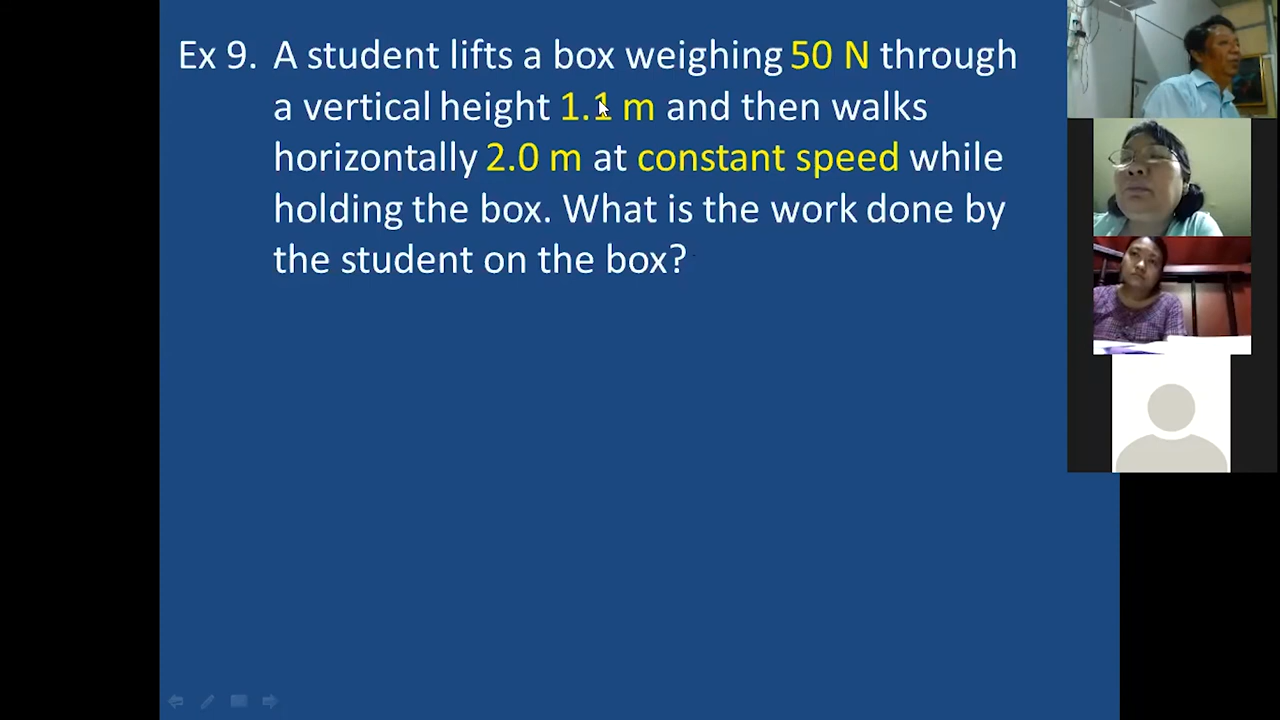 Ex 9. A student lifts a box weighing 50 N through
a vertical height 1.1 m and then walks
horizontally 2.0 m at constant speed while
holding the box. What is the work done by
the student on the box?